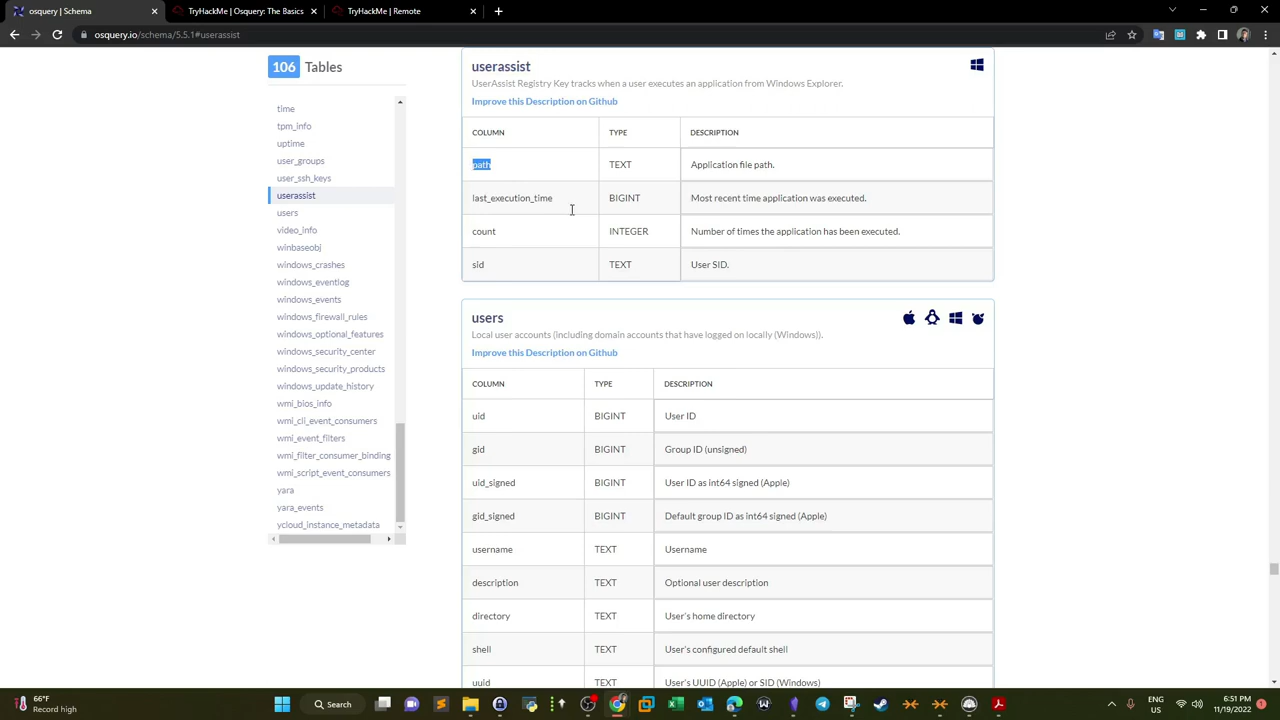 osquery | Schema
TryHackMe | Osquery: The Basics
TryHackMe | Remote
osquery.io/schema/5.5.1#userassist
106 Tables
time
tpm_info
uptime
user_groups
user_ssh_keys
userassist
users
video_info
winbaseobj
windows_crashes
windows_eventlog
windows_events
windows_firewall_rules
windows_optional_features
windows_security_center
windows_security_products
windows_update_history
wmi_bios_info
wmi_cli_event_consumers
wmi_event_filters
wmi_filter_consumer_binding
wmi_script_event_consumers
yara
yara_events
ycloud_instance_metadata
userassist
UserAssist Registry Key tracks when a user executes an application from Windows Explorer.
Improve this Description on Github
COLUMN TYPE DESCRIPTION
path TEXT Application file path.
last_execution_time BIGINT Most recent time application was executed.
count INTEGER Number of times the application has been executed.
sid TEXT User SID.
users
Local user accounts (including domain accounts that have logged on locally (Windows)).
Improve this Description on Github
COLUMN TYPE DESCRIPTION
uid BIGINT User ID
gid BIGINT Group ID (unsigned)
uid_signed BIGINT User ID as int64 signed (Apple)
gid_signed BIGINT Default group ID as int64 signed (Apple)
username TEXT Username
description TEXT Optional user description
directory TEXT User's home directory
shell TEXT User's configured default shell
uuid TEXT User's UUID (Apple) or SID (Windows)
66°F
Record high
Search
ENG
US
6:51 PM
11/19/2022